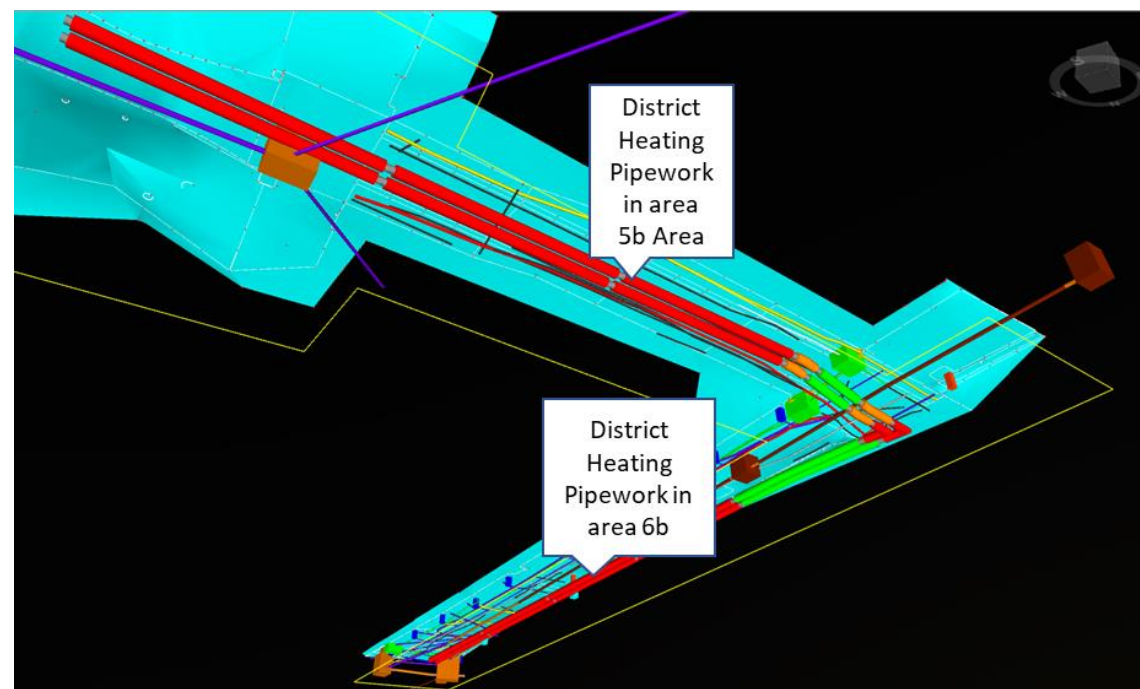 District
Heating
Pipework
in area
5b Area
District
Heating
Pipework in
area 6b